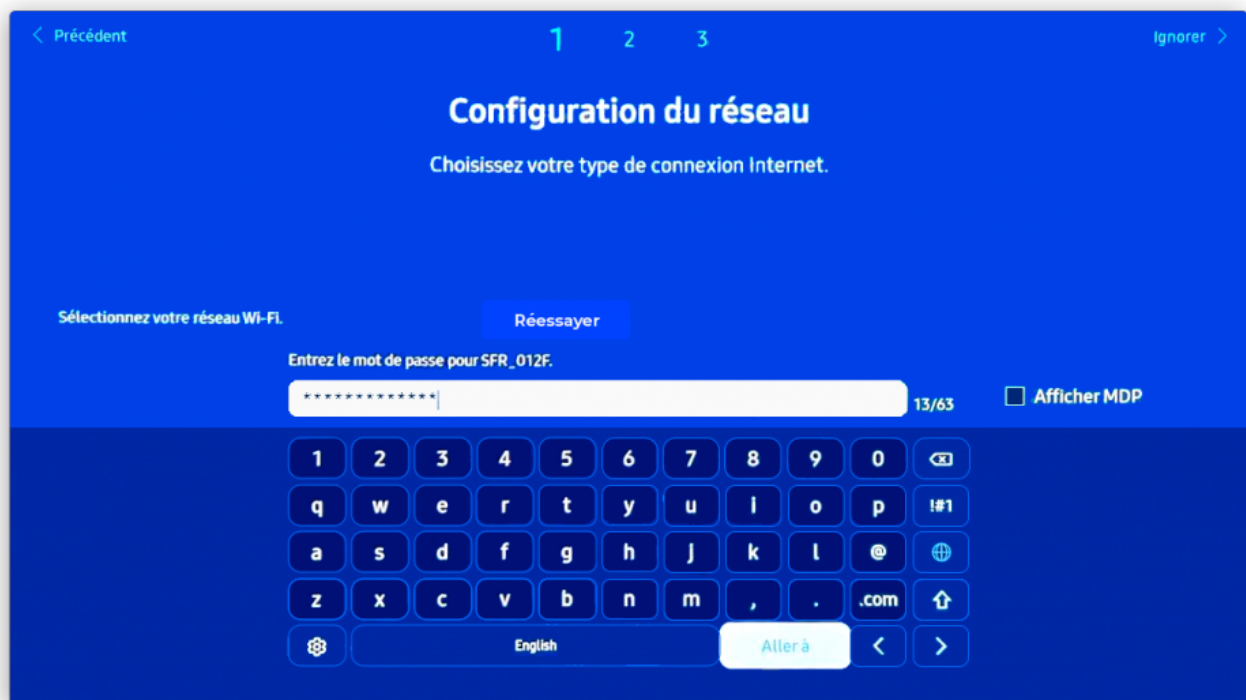 Précédent 1 2 3 Ignorer
Configuration du réseau
Choisissez votre type de connexion Internet.
Sélectionnez votre réseau Wi-Fi. Réessayer
Entrez le mot de passe pour SFR_012F.
************* 13/63 Afficher MDP
1 2 3 4 5 6 7 8 9 0
q w e r t y u i o p !#1
a s d f g h j k l @
z x c v b n m , . .com
English Aller à < >